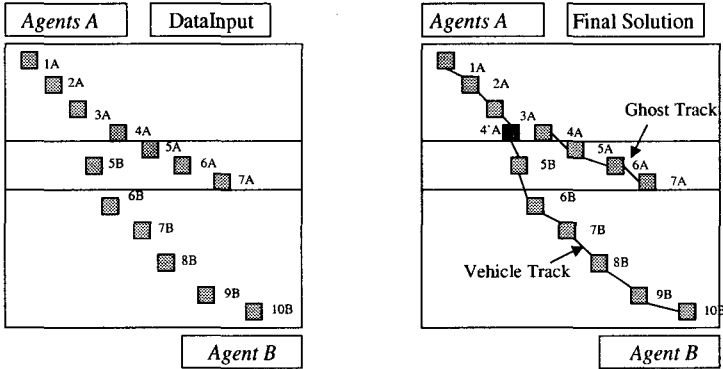 Agents A
DataInput
1A
2A
3A
4A
5A
5B
6A
7A
6B
7B
8B
9B
10B
Agent B
Agents A
Final Solution
1A
2A
3A
Ghost Track
4'A
4A
5A
5B
6A
7A
6B
7B
8B
Vehicle Track
9B
10B
Agent B